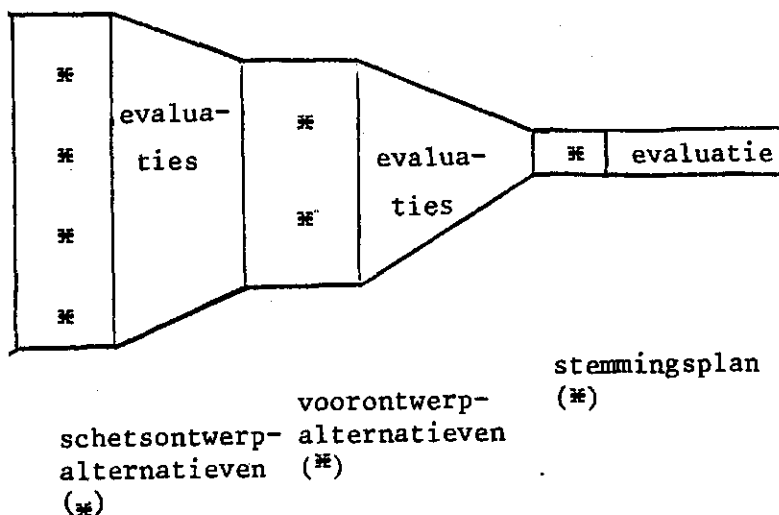 evalua-
ties
evalua-
ties
evaluatie
stemmingsplan
(ж)
voorontwerp-
alternatieven
(ж)
schetsontwerp-
alternatieven
(ж)